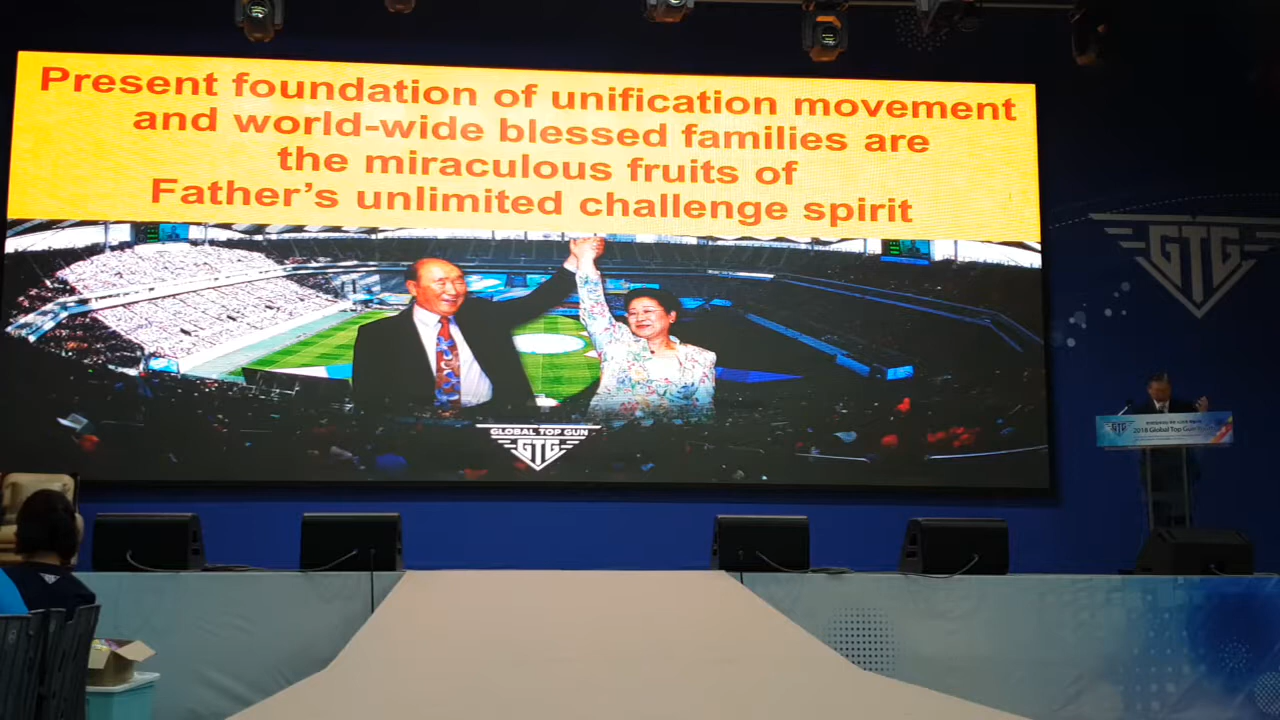 Present foundation of unification movement
and world-wide blessed families are
the miraculous fruits of
Father's unlimited challenge spirit
GTG
GLOBAL TOP GUN
GTG
GTG
2018 Global Top Gun